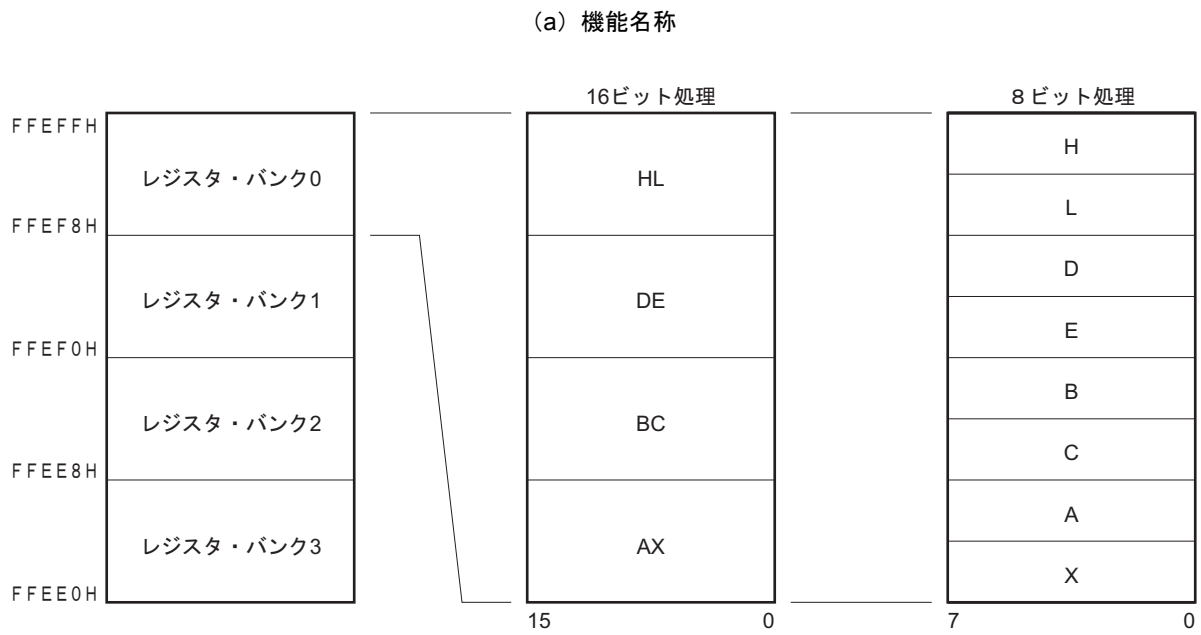 （a）機能名称
16ビット処理
８ビット処理
FFEFFH
レジスタ・バンク0
FFEF8H
レジスタ・バンク1
FFEF0H
レジスタ・バンク2
FFEE8H
レジスタ・バンク3
FFEE0H
HL
DE
BC
AX
15 0
H
L
D
E
B
C
A
X
7 0